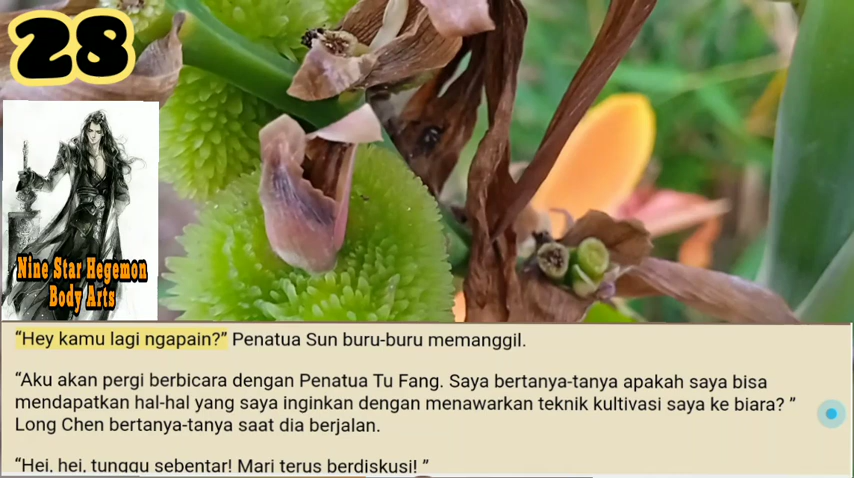 28
Nine Star Hegemon
Body Arts
“Hey kamu lagi ngapain?” Penatua Sun buru-buru memanggil.
“Aku akan pergi berbicara dengan Penatua Tu Fang. Saya bertanya-tanya apakah saya bisa
mendapatkan hal-hal yang saya inginkan dengan menawarkan teknik kultivasi saya ke biara? ”
Long Chen bertanya-tanya saat dia berjalan.
“Hei, hei, tunggu sebentar! Mari terus berdiskusi! ”